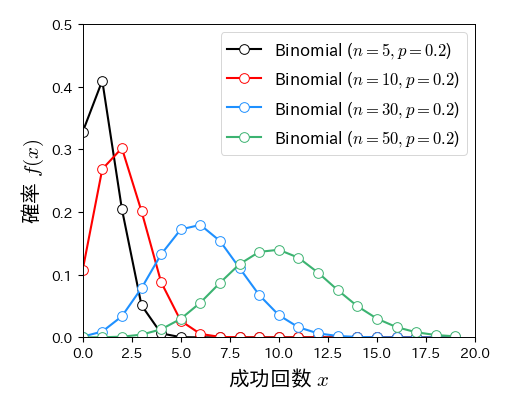 0.5
0.4
0.3
0.2
0.1
0.0
確率 f(x)
Binomial (n = 5, p = 0.2)
Binomial (n = 10, p = 0.2)
Binomial (n = 30, p = 0.2)
Binomial (n = 50, p = 0.2)
0.0 2.5 5.0 7.5 10.0 12.5 15.0 17.5 20.0
成功回数 x